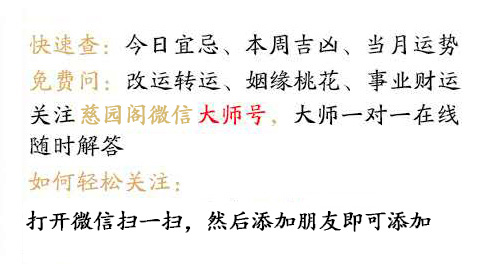 快速查：今日宜忌、本周吉凶、当月运势
免费问：改运转运、姻缘桃花、事业财运
关注慈园阁微信大师号，大师一对一在线
随时解答
如何轻松关注：
打开微信扫一扫，然后添加朋友即可添加